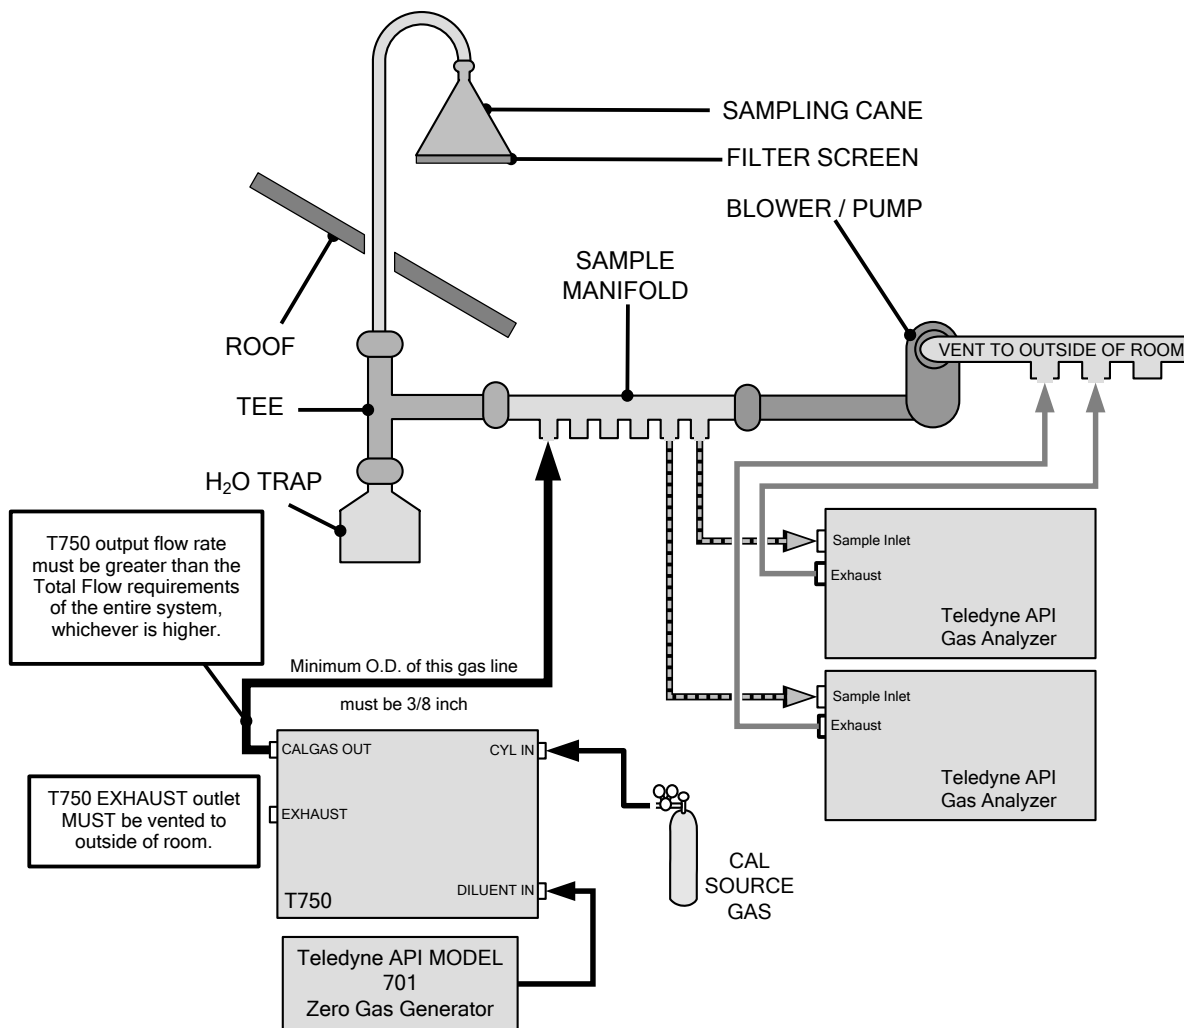 SAMPLING CANE
FILTER SCREEN
BLOWER / PUMP
SAMPLE
MANIFOLD
ROOF
VENT TO OUTSIDE OF ROOM
TEE
H₂O TRAP
T750 output flow rate
must be greater than the
Total Flow requirements
of the entire system,
whichever is higher.
Sample Inlet
Exhaust
Teledyne API
Gas Analyzer
Minimum O.D. of this gas line
must be 3/8 inch
Sample Inlet
Exhaust
Teledyne API
Gas Analyzer
CALGAS OUT
CYL IN
EXHAUST
DILUENT IN
T750
T750 EXHAUST outlet
MUST be vented to
outside of room.
CAL
SOURCE
GAS
Teledyne API MODEL
701
Zero Gas Generator